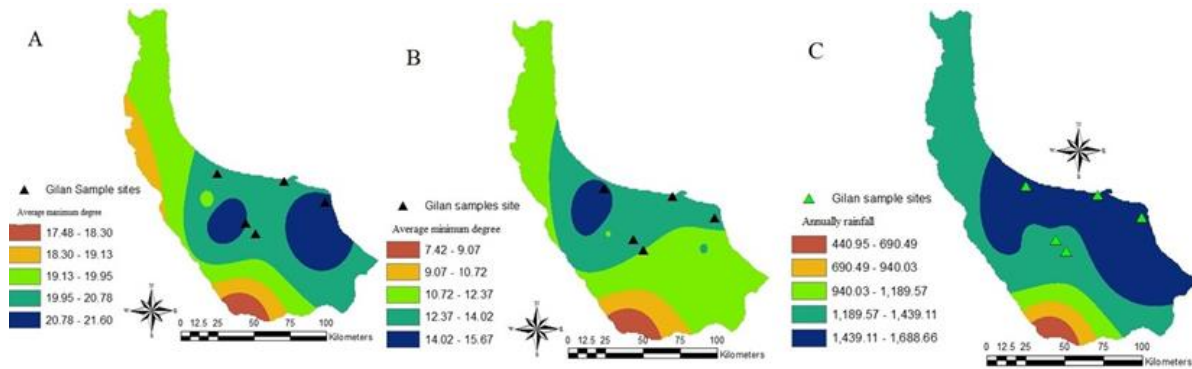 A
Gilan Sample sites
Average maximum degree
17.48 - 18.30
18.30 - 19.13
19.13 - 19.95
19.95 - 20.78
20.78 - 21.60
0 12.5 25 50 75 100
Kilometers
B
Gilan samples site
Average minimum degree
7.42 - 9.07
9.07 - 10.72
10.72 - 12.37
12.37 - 14.02
14.02 - 15.67
0 12.5 25 50 75 100
Kilometers
C
Gilan sample sites
Annually rainfall
440.95 - 690.49
690.49 - 940.03
940.03 - 1,189.57
1,189.57 - 1,439.11
1,439.11 - 1,688.66
0 12.5 25 50 75 100
Kilometers